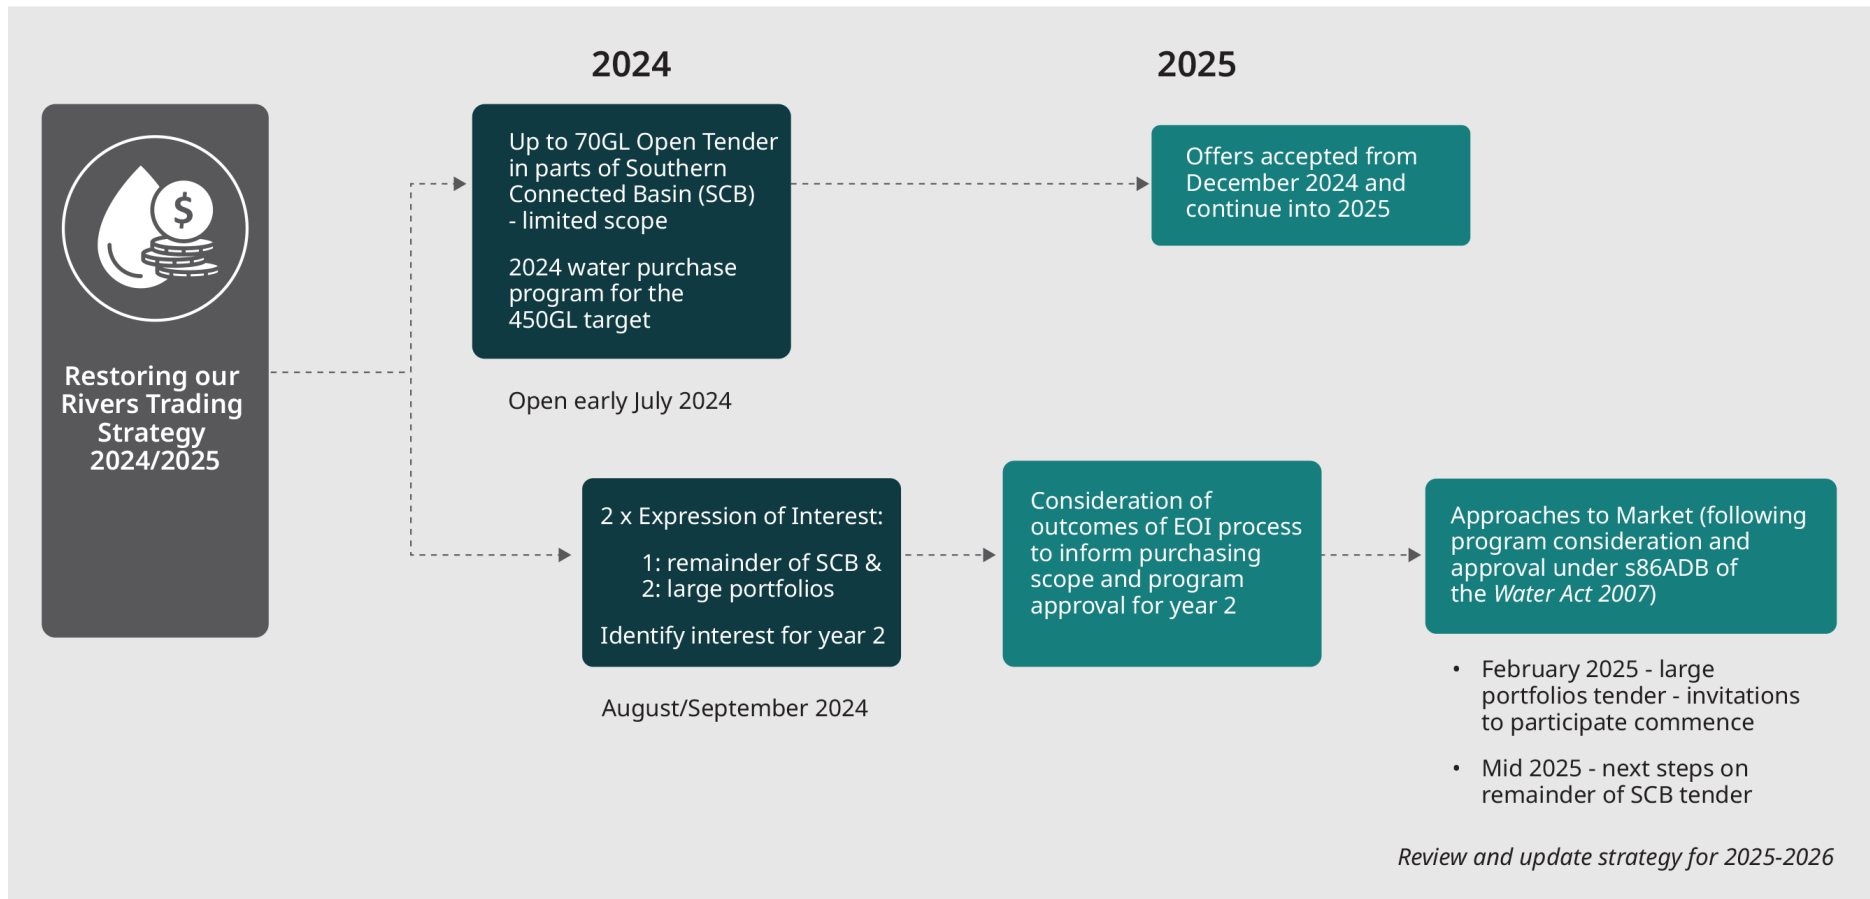 2024
2025
Restoring our
Rivers Trading
Strategy
2024/2025
$
Up to 70GL Open Tender
in parts of Southern
Connected Basin (SCB)
- limited scope
2024 water purchase
program for the
450GL target
Open early July 2024
Offers accepted from
December 2024 and
continue into 2025
2 x Expression of Interest:
1: remainder of SCB &
2: large portfolios
Identify interest for year 2
August/September 2024
Consideration of
outcomes of EOI process
to inform purchasing
scope and program
approval for year 2
Approaches to Market (following
program consideration and
approval under s86ADB of
the Water Act 2007)
• February 2025 - large
portfolios tender - invitations
to participate commence
• Mid 2025 - next steps on
remainder of SCB tender
Review and update strategy for 2025-2026